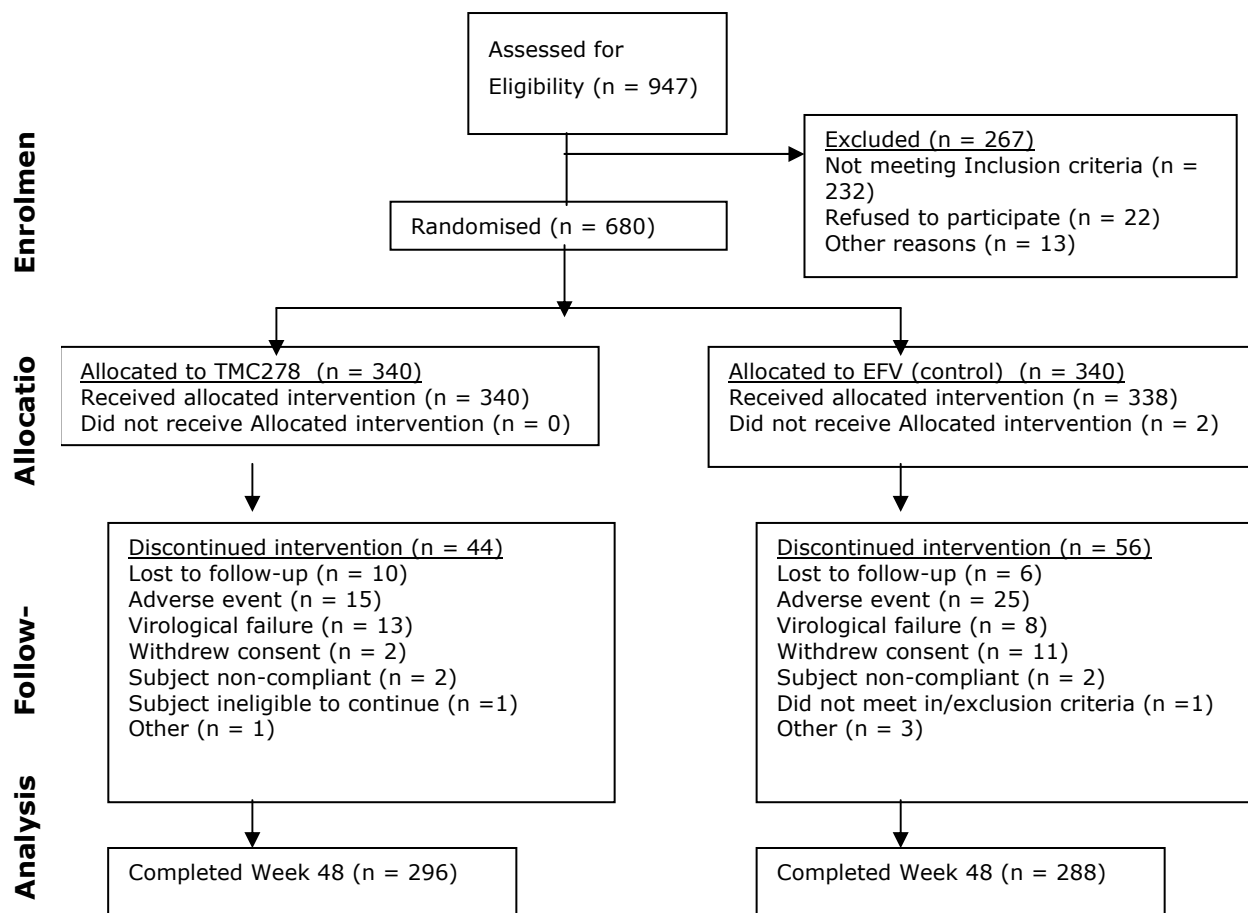 Assessed for
Eligibility (n = 947)
Enrolmen
Excluded (n = 267)
Not meeting Inclusion criteria (n =
232)
Refused to participate (n = 22)
Other reasons (n = 13)
Randomised (n = 680)
Allocatio
Allocated to TMC278 (n = 340)
Received allocated intervention (n = 340)
Did not receive Allocated intervention (n = 0)
Allocated to EFV (control) (n = 340)
Received allocated intervention (n = 338)
Did not receive Allocated intervention (n = 2)
Follow-
Discontinued intervention (n = 44)
Lost to follow-up (n = 10)
Adverse event (n = 15)
Virological failure (n = 13)
Withdrew consent (n = 2)
Subject non-compliant (n = 2)
Subject ineligible to continue (n =1)
Other (n = 1)
Discontinued intervention (n = 56)
Lost to follow-up (n = 6)
Adverse event (n = 25)
Virological failure (n = 8)
Withdrew consent (n = 11)
Subject non-compliant (n = 2)
Did not meet in/exclusion criteria (n =1)
Other (n = 3)
Analysis
Completed Week 48 (n = 296)
Completed Week 48 (n = 288)